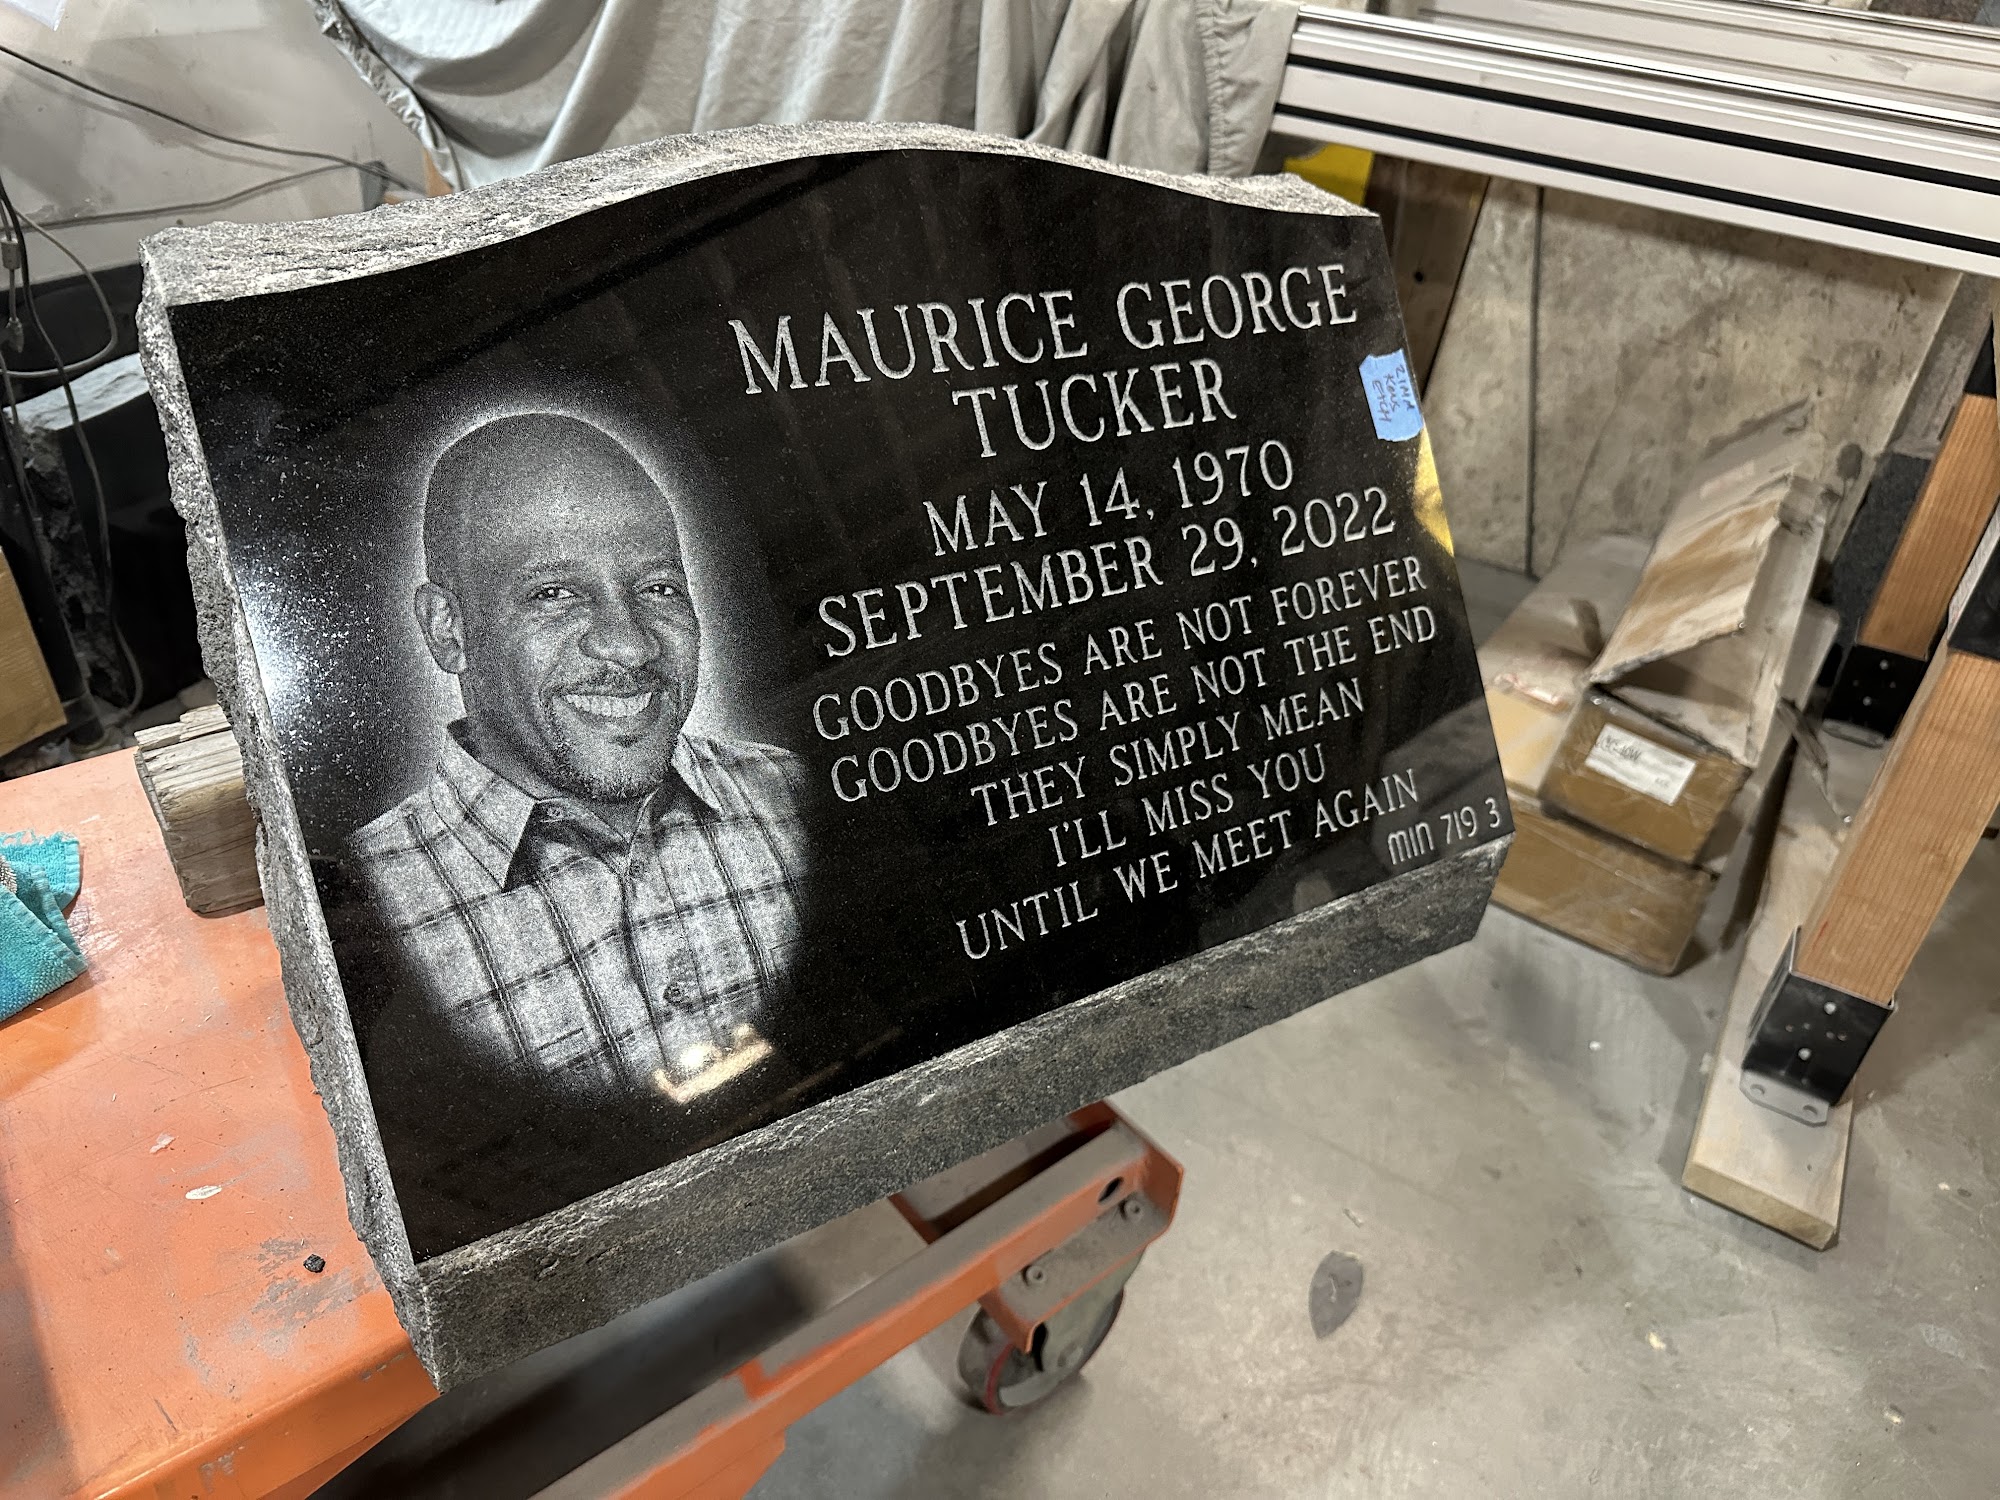 MAURICE GEORGE
TUCKER
MAY 14, 1970
SEPTEMBER 29, 2022
GOODBYES ARE NOT FOREVER
GOODBYES ARE NOT THE END
THEY SIMPLY MEAN
I'LL MISS YOU
UNTIL WE MEET AGAIN
MIN 719 3